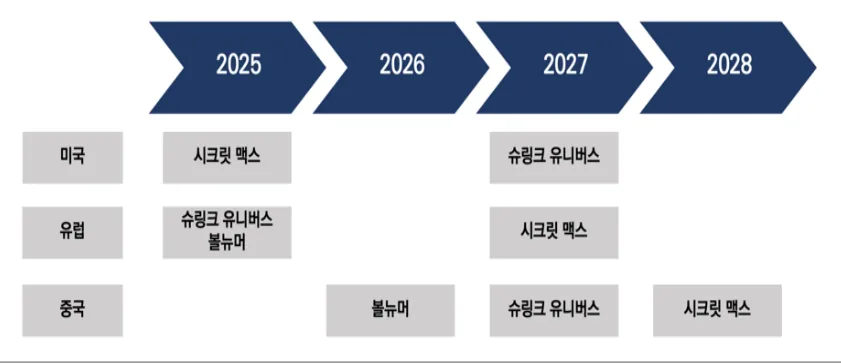 2025 2026 2027 2028
미국 시크릿 맥스 슈링크 유니버스
유럽 슈링크 유니버스
볼뉴머 시크릿 맥스
중국 볼뉴머 슈링크 유니버스 시크릿 맥스